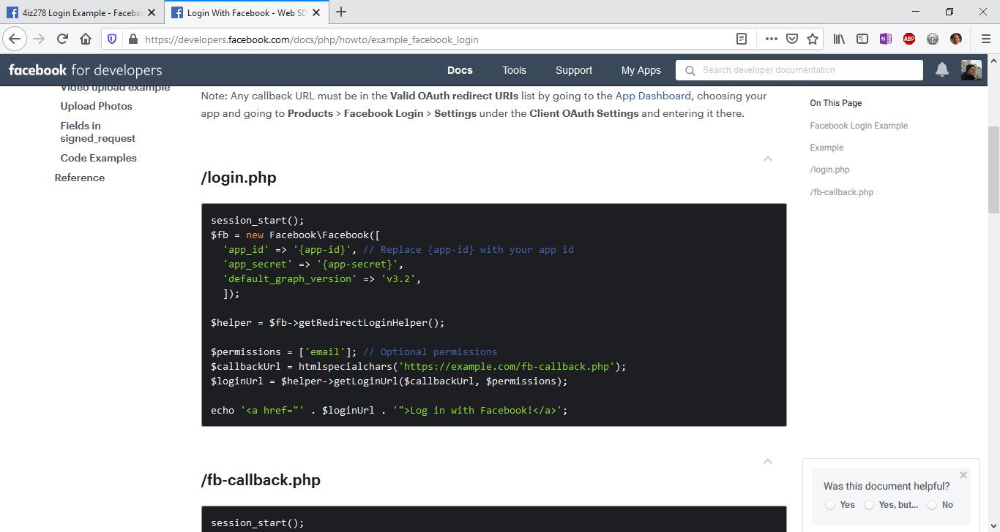 4iz278 Login Example - Facebo
Login With Facebook - Web SD
https://developers.facebook.com/docs/php/howto/example_facebook_login
ABP
facebook for developers
Docs
Tools
Support
My Apps
Search developer documentation
Video upload example
Upload Photos
Fields in
signed_request
Code Examples
Reference
Note: Any callback URL must be in the Valid OAuth redirect URIs list by going to the App Dashboard, choosing your
app and going to Products > Facebook Login > Settings under the Client OAuth Settings and entering it there.
/login.php
session_start();
$fb = new Facebook\Facebook([
  'app_id' => '{app-id}', // Replace {app-id} with your app id
  'app_secret' => '{app-secret}',
  'default_graph_version' => 'v3.2',
  ]);
$helper = $fb->getRedirectLoginHelper();
$permissions = ['email']; // Optional permissions
$callbackUrl = htmlspecialchars('https://example.com/fb-callback.php');
$loginUrl = $helper->getLoginUrl($callbackUrl, $permissions);
echo '<a href="' . $loginUrl . '">Log in with Facebook!</a>';
/fb-callback.php
session_start();
On This Page
Facebook Login Example
Example
/login.php
/fb-callback.php
Was this document helpful?
Yes
Yes, but...
No